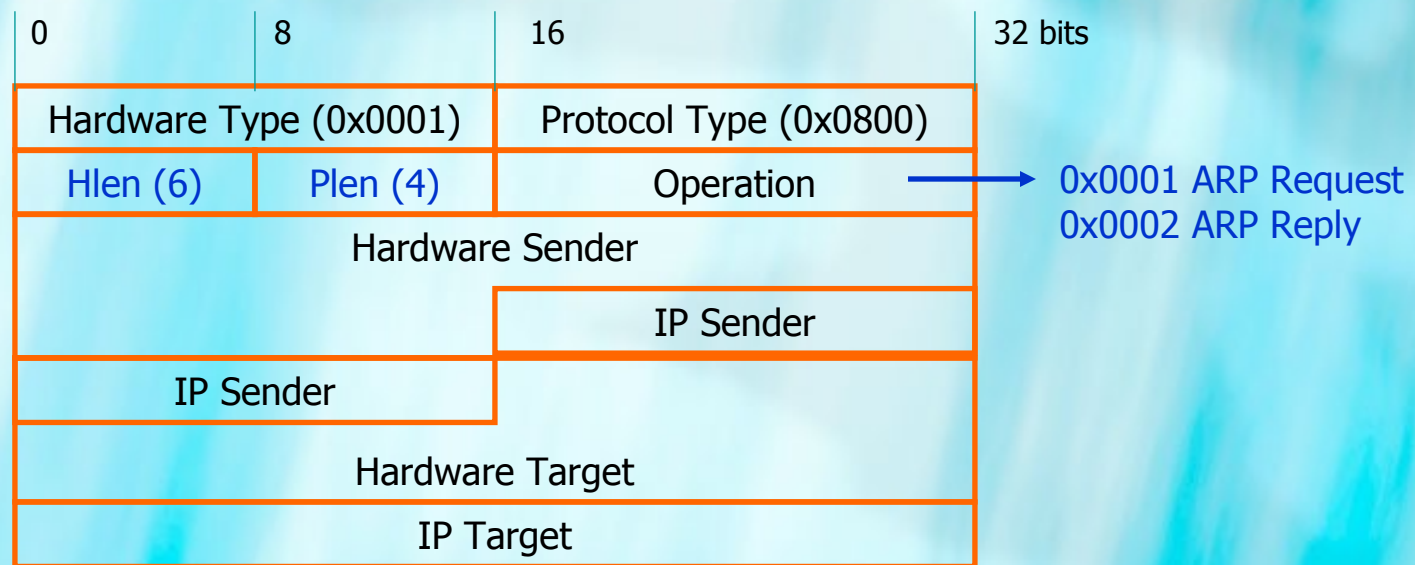 0 8 16 32 bits
Hardware Type (0x0001) Protocol Type (0x0800)
Hlen (6) Plen (4) Operation 0x0001 ARP Request
0x0002 ARP Reply
Hardware Sender
IP Sender
IP Sender
Hardware Target
IP Target